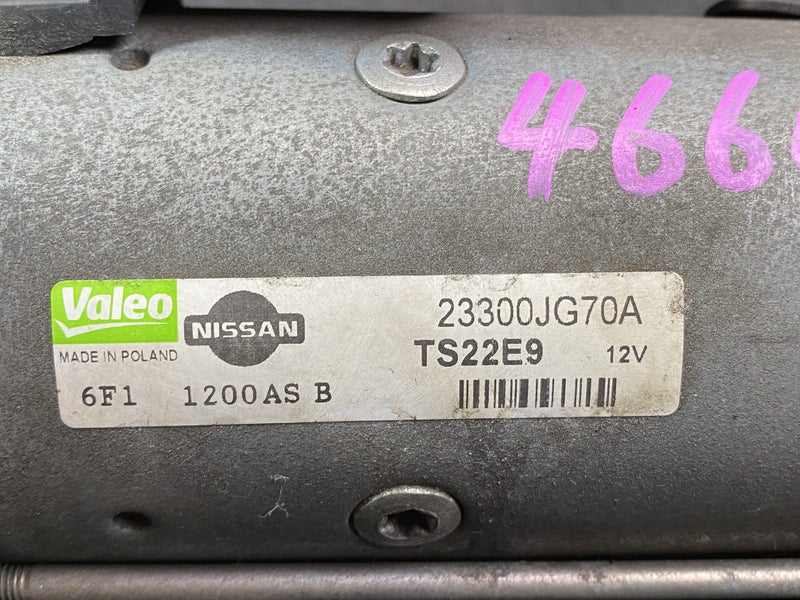 466
Valeo
NISSAN
23300JG70A
MADE IN POLAND
TS22E9 12V
6F1 1200AS B